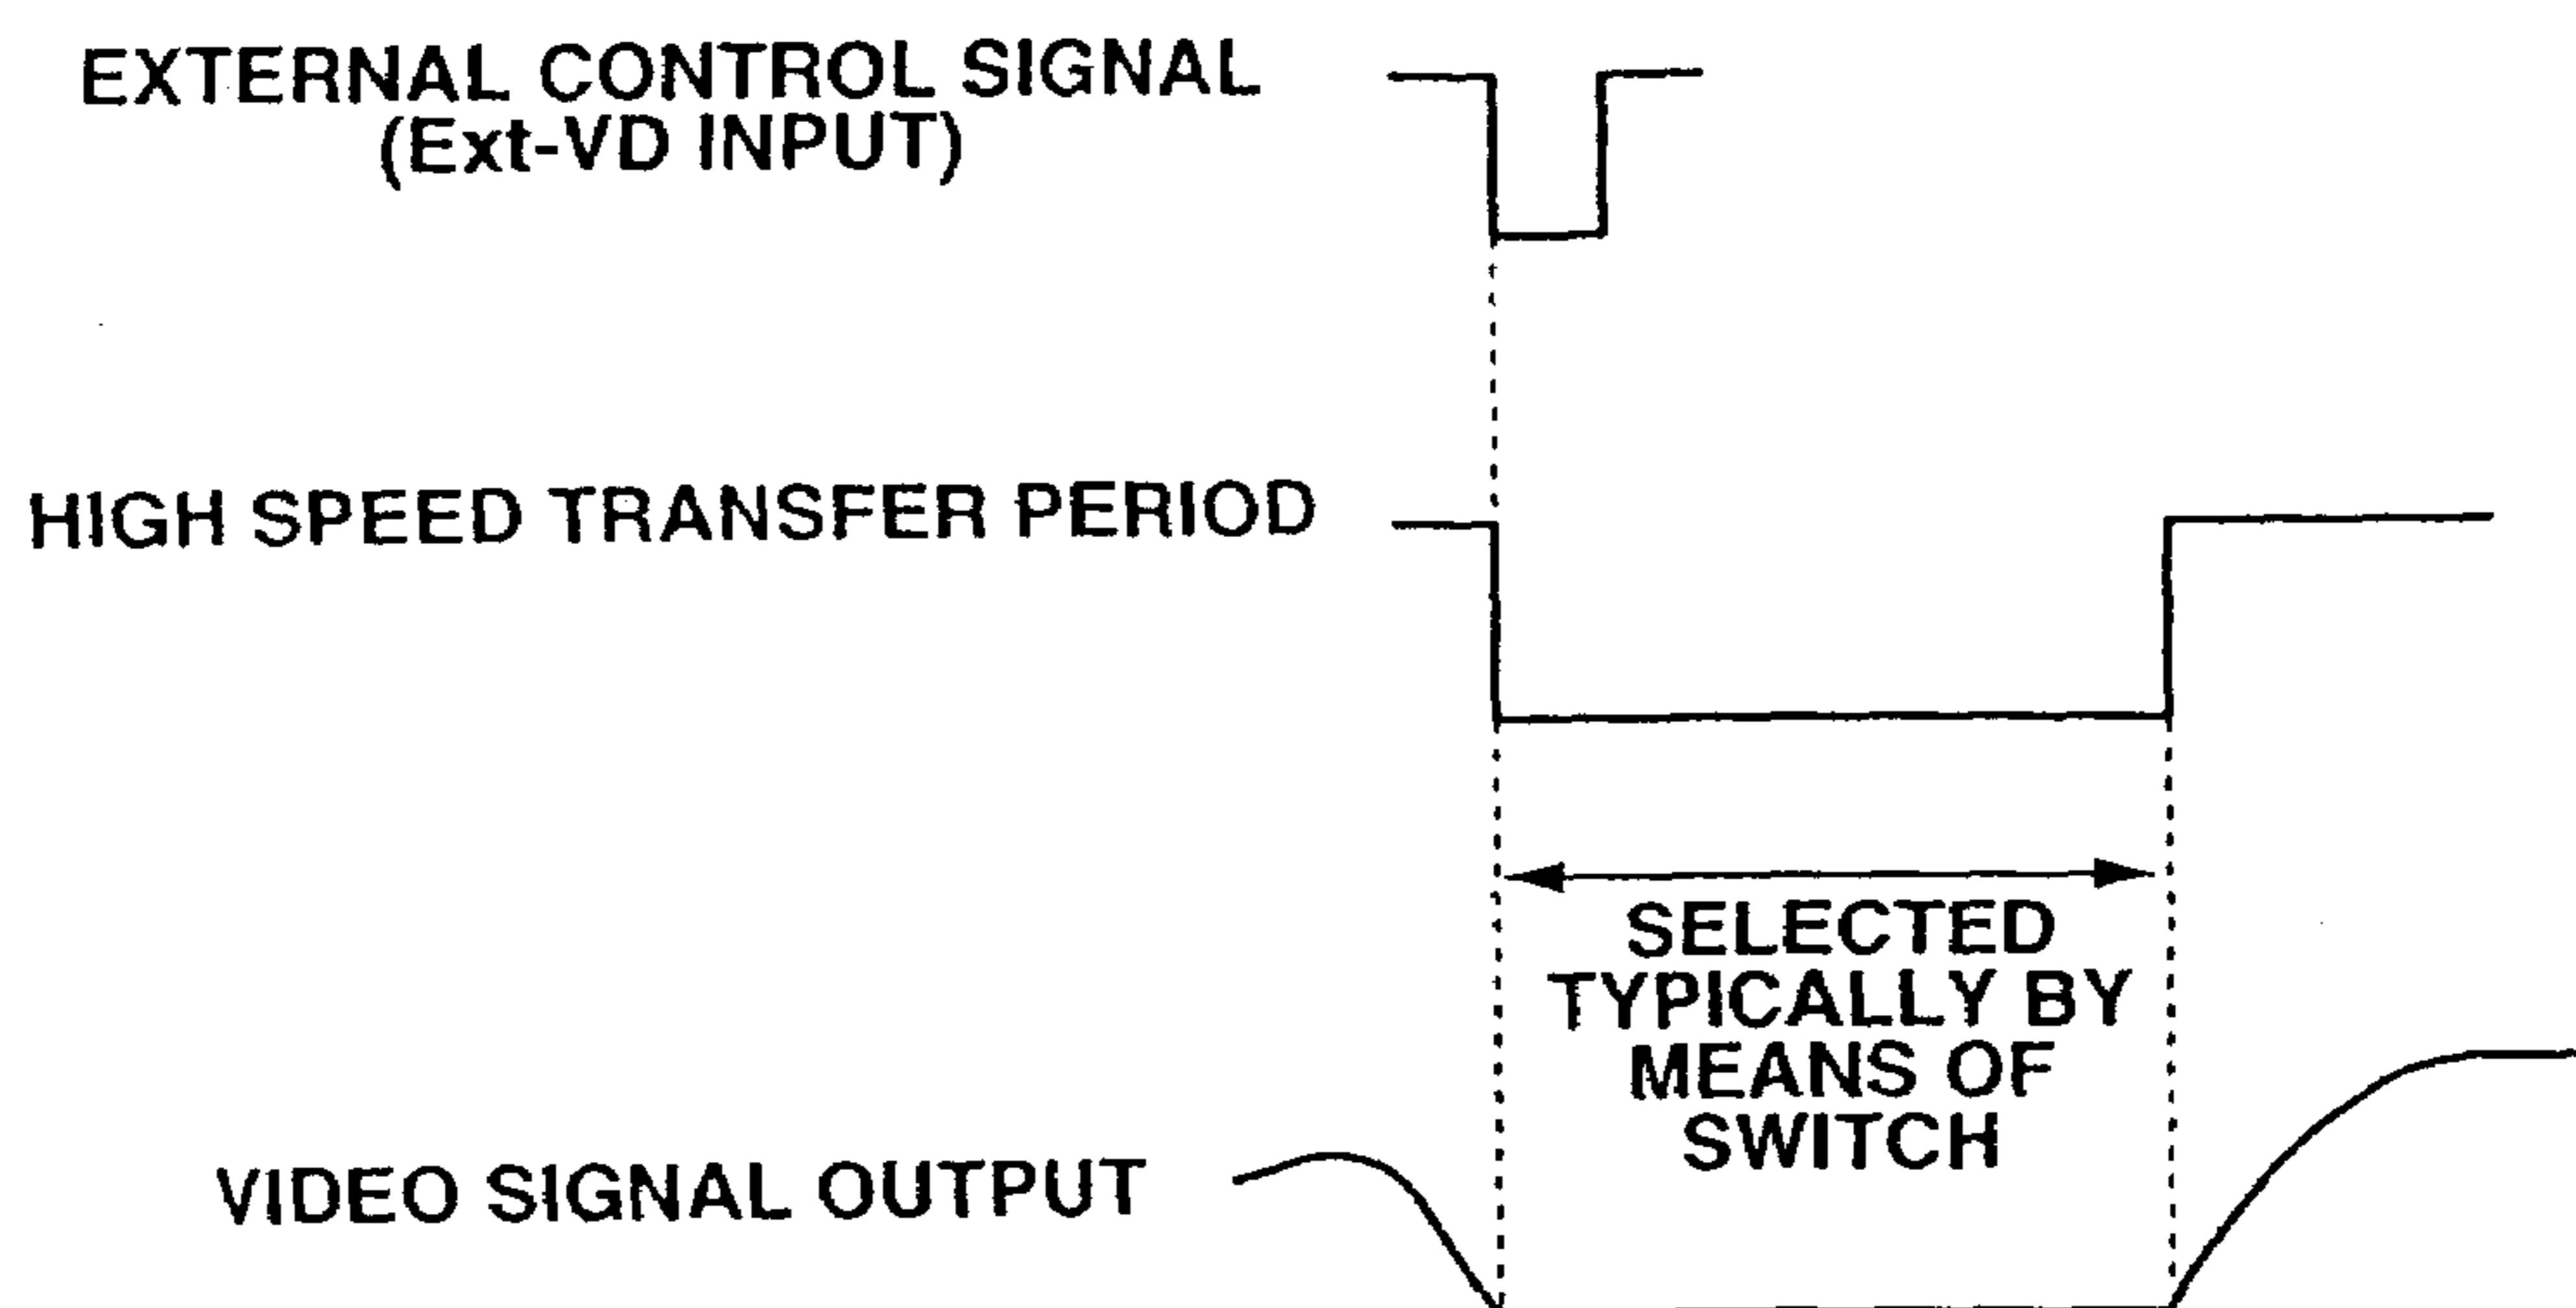 EXTERNAL CONTROL SIGNAL
(Ext-VD INPUT)
HIGH SPEED TRANSFER PERIOD
SELECTED
TYPICALLY BY
MEANS OF
SWITCH
VIDEO SIGNAL OUTPUT